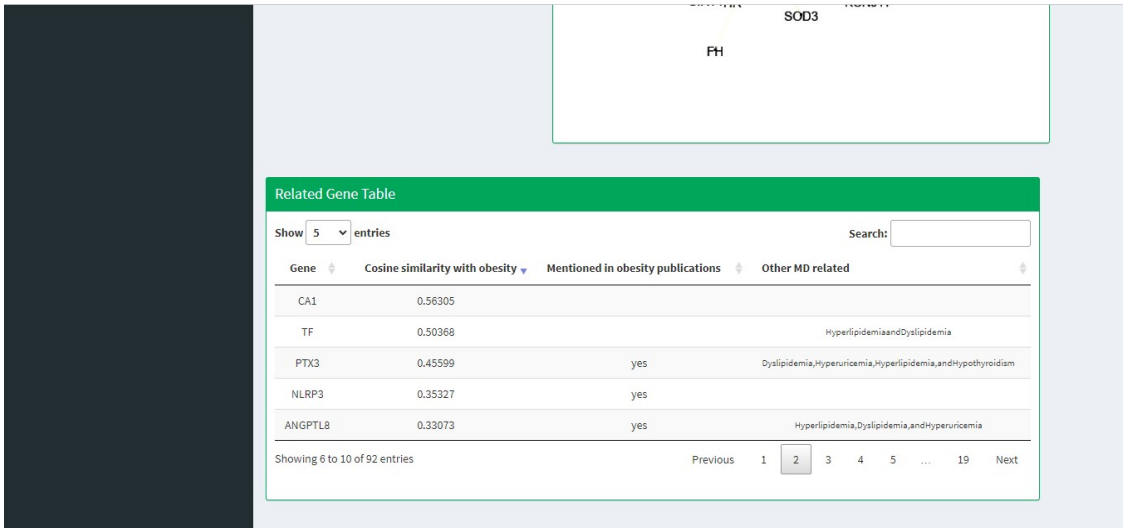 SOD3
FH
Related Gene Table
Show 5 entries Search:
Gene Cosine similarity with obesity Mentioned in obesity publications Other MD related
CA1 0.56305
TF 0.50368 HyperlipidemiaandDyslipidemia
PTX3 0.45599 yes Dyslipidemia,Hyperuricemia,Hyperlipidemia,andHypothyroidism
NLRP3 0.35327 yes
ANGPTL8 0.33073 yes Hyperlipidemia,Dyslipidemia,andHyperuricemia
Showing 6 to 10 of 92 entries Previous 1 2 3 4 5 ... 19 Next